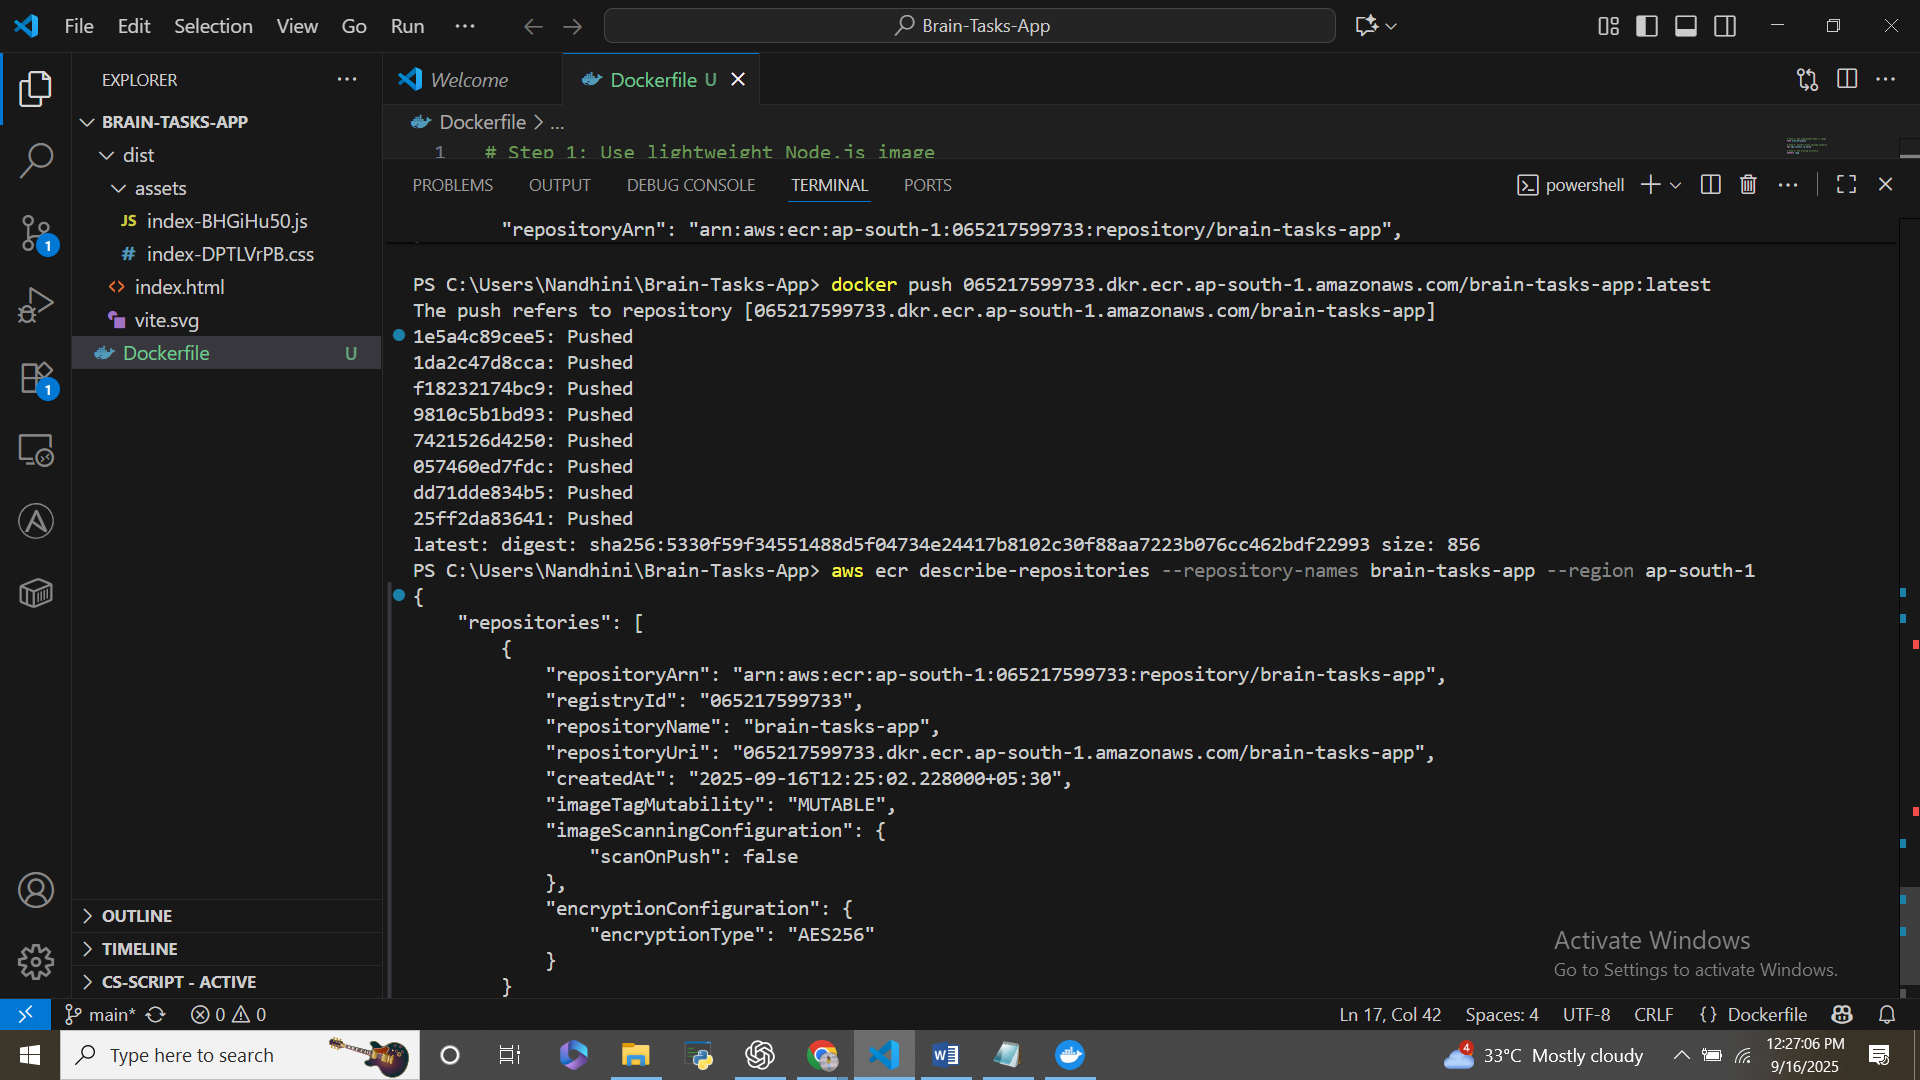 File Edit Selection View Go Run ··· Brain-Tasks-App
EXPLORER ···
BRAIN-TASKS-APP
dist
assets
JS index-BHGiHu50.js
# index-DPTLVrPB.css
<> index.html
vite.svg
Dockerfile U
OUTLINE
TIMELINE
CS-SCRIPT - ACTIVE
1
1
Welcome Dockerfile U
Dockerfile > ...
1 # Step 1: Use lightweight Node.js image
PROBLEMS OUTPUT DEBUG CONSOLE TERMINAL PORTS powershell
"repositoryArn": "arn:aws:ecr:ap-south-1:065217599733:repository/brain-tasks-app",
PS C:\Users\Nandhini\Brain-Tasks-App> docker push 065217599733.dkr.ecr.ap-south-1.amazonaws.com/brain-tasks-app:latest
The push refers to repository [065217599733.dkr.ecr.ap-south-1.amazonaws.com/brain-tasks-app]
1e5a4c89cee5: Pushed
1da2c47d8cca: Pushed
f18232174bc9: Pushed
9810c5b1bd93: Pushed
7421526d4250: Pushed
057460ed7fdc: Pushed
dd71dde834b5: Pushed
25ff2da83641: Pushed
latest: digest: sha256:5330f59f34551488d5f04734e24417b8102c30f88aa7223b076cc462bdf22993 size: 856
PS C:\Users\Nandhini\Brain-Tasks-App> aws ecr describe-repositories --repository-names brain-tasks-app --region ap-south-1
{
"repositories": [
{
"repositoryArn": "arn:aws:ecr:ap-south-1:065217599733:repository/brain-tasks-app",
"registryId": "065217599733",
"repositoryName": "brain-tasks-app",
"repositoryUri": "065217599733.dkr.ecr.ap-south-1.amazonaws.com/brain-tasks-app",
"createdAt": "2025-09-16T12:25:02.228000+05:30",
"imageTagMutability": "MUTABLE",
"imageScanningConfiguration": {
"scanOnPush": false
},
"encryptionConfiguration": {
"encryptionType": "AES256"
}
}
Activate Windows
Go to Settings to activate Windows.
main* 0 0 Ln 17, Col 42 Spaces: 4 UTF-8 CRLF {} Dockerfile
Type here to search 4 33°C Mostly cloudy 12:27:06 PM
9/16/2025